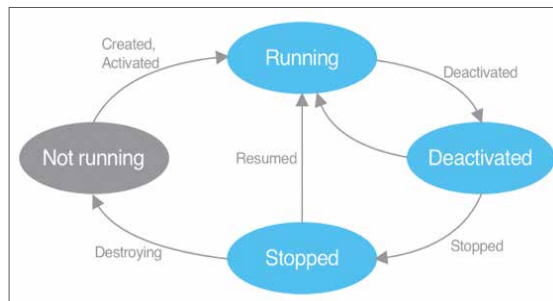 Created,
Activated
Running
Deactivated
Not running
Resumed
Deactivated
Destroying
Stopped
Stopped